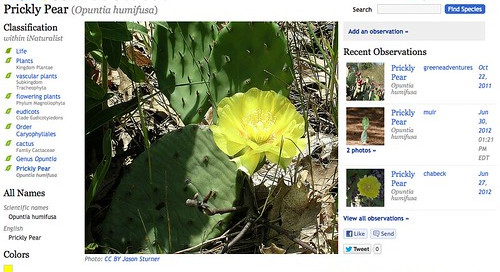 Prickly Pear (Opuntia humifusa)
Search
Find Species
Classification
within iNaturalist
Life
Plants
Kingdom Plantae
vascular plants
Subkingdom
Tracheophyta
flowering plants
Phylum Magnoliophyta
eudicots
Clade Eudicotyledons
Order
Caryophyllales
cactus
Family Cactaceae
Genus Opuntia
Prickly Pear
Opuntia humifusa
All Names
Scientific names
Opuntia humifusa
English
Prickly Pear
Colors
Photo: CC BY Jason Sturner
Add an observation »
Recent Observations
Prickly
Pear
Opuntia
humifusa
greeneadventures
Oct
22,
2011
Prickly
Pear
Opuntia
humifusa
muir
Jun
30,
2012
01:21
PM
EDT
2 photos »
Prickly
Pear
Opuntia
humifusa
chabeck
Jun
27,
2012
View all observations »
Like
Send
Tweet
0